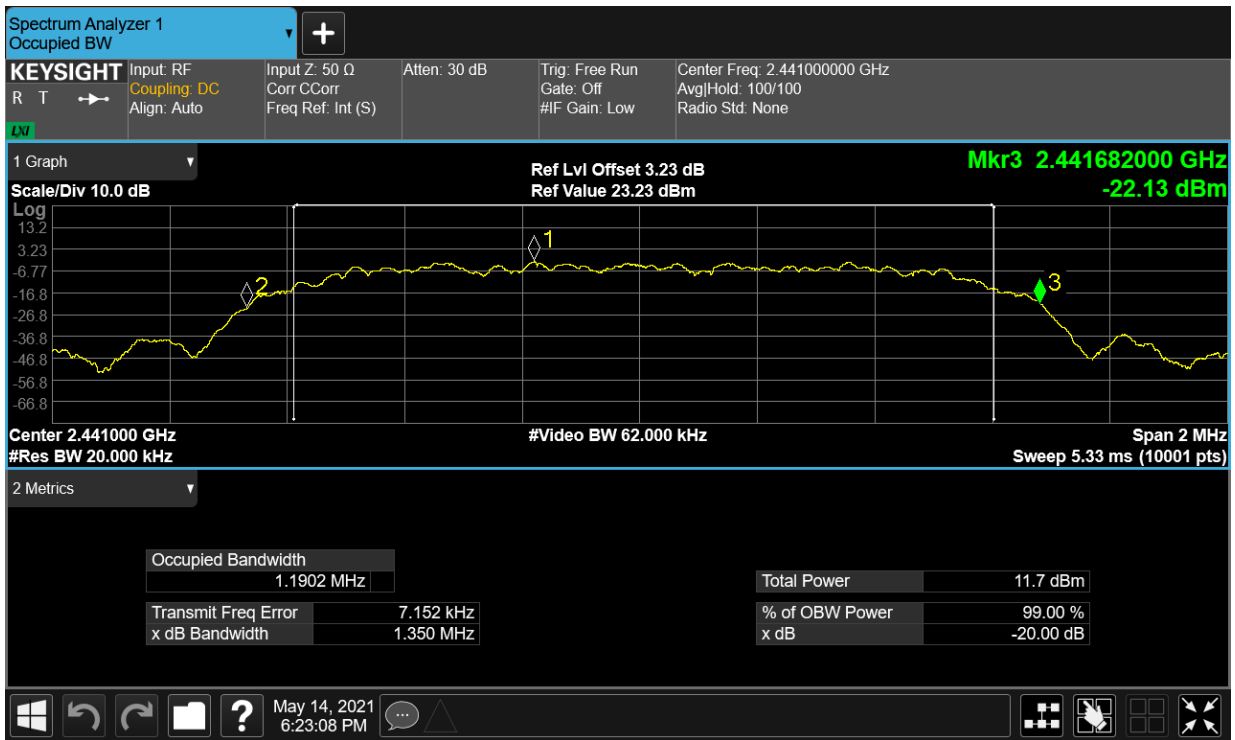 Spectrum Analyzer 1
Occupied BW
▼
+
KEYSIGHT
R T
LXI
Input: RF
Coupling: DC
Align: Auto
Input Z: 50 Ω
Corr CCorr
Freq Ref: Int (S)
Atten: 30 dB
Trig: Free Run
Gate: Off
#IF Gain: Low
Center Freq: 2.441000000 GHz
Avg|Hold: 100/100
Radio Std: None
1 Graph ▼
Scale/Div 10.0 dB
Ref Lvl Offset 3.23 dB
Ref Value 23.23 dBm
Mkr3 2.441682000 GHz
-22.13 dBm
Log
13.2
3.23
-6.77
-16.8
-26.8
-36.8
-46.8
-56.8
-66.8
1
2
3
Center 2.441000 GHz
#Video BW 62.000 kHz
Span 2 MHz
#Res BW 20.000 kHz
Sweep 5.33 ms (10001 pts)
2 Metrics ▼
Occupied Bandwidth
1.1902 MHz
Total Power 11.7 dBm
Transmit Freq Error 7.152 kHz
% of OBW Power 99.00 %
x dB Bandwidth 1.350 MHz
x dB -20.00 dB
?
May 14, 2021
6:23:08 PM